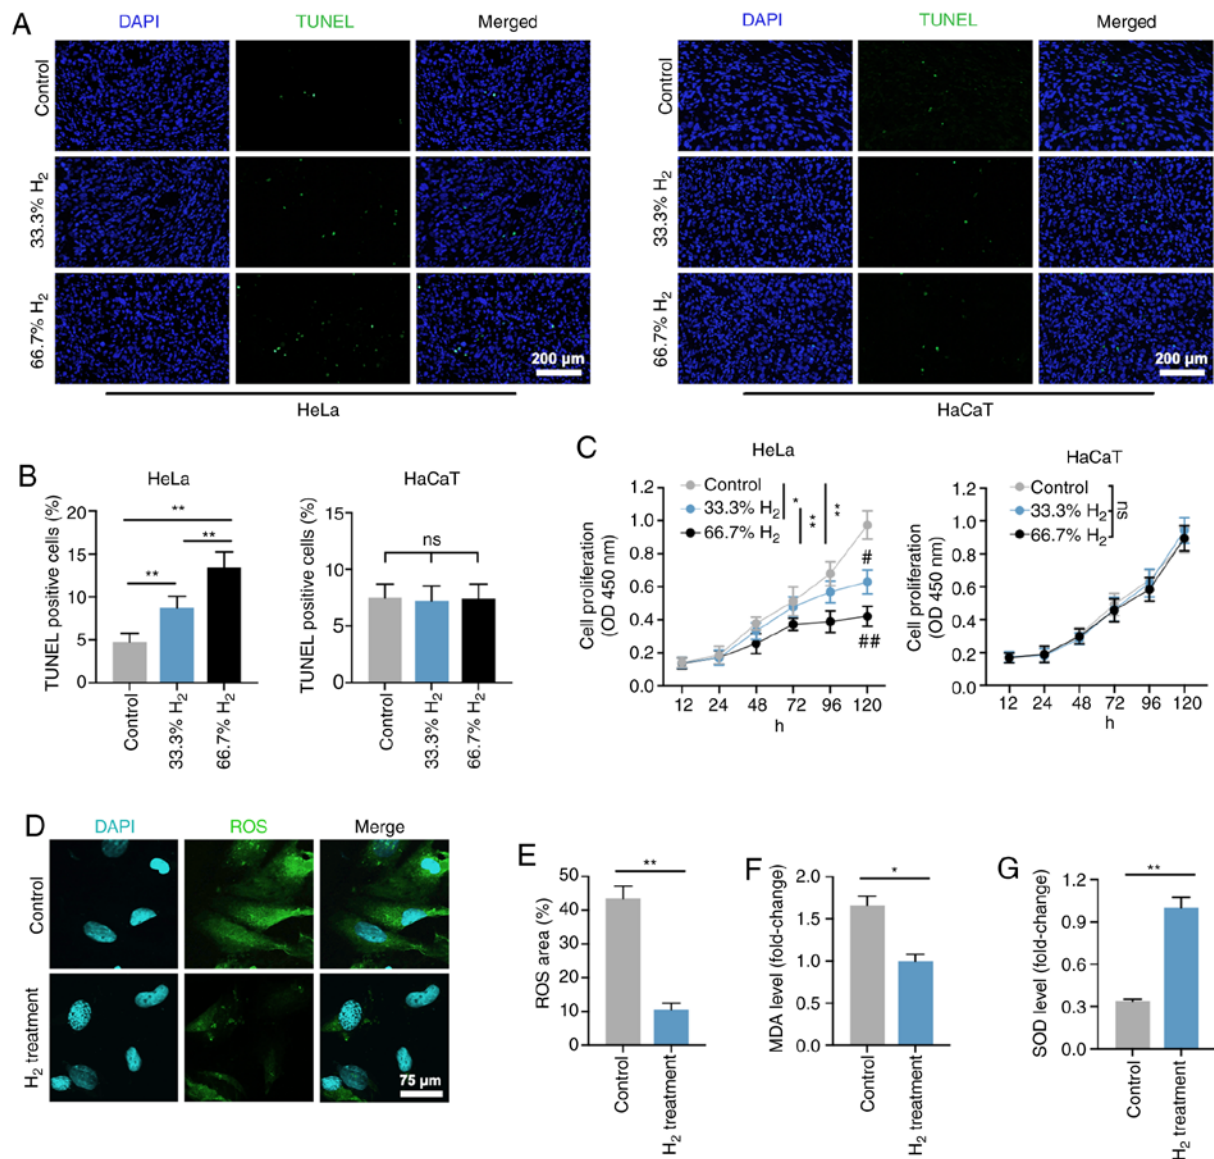 A
DAPI TUNEL Merged
DAPI TUNEL Merged
Control
33.3% H2
66.7% H2
200 µm
HeLa
Control
33.3% H2
66.7% H2
200 µm
HaCaT
B
HeLa
TUNEL positive cells (%)
20
15
10
5
0
**
**
**
Control
33.3% H2
66.7% H2
HaCaT
TUNEL positive cells (%)
15
10
5
0
ns
Control
33.3% H2
66.7% H2
C
HeLa
Cell proliferation
(OD 450 nm)
1.2
1.0
0.8
0.6
0.4
0.2
0.0
Control
33.3% H2
66.7% H2
*
**
**
#
##
12 24 48 72 96 120
h
HaCaT
Cell proliferation
(OD 450 nm)
1.2
1.0
0.8
0.6
0.4
0.2
0.0
Control
33.3% H2
66.7% H2
ns
12 24 48 72 96 120
h
D
DAPI ROS Merge
Control
H2 treatment
75 µm
E
ROS area (%)
50
40
30
20
10
0
**
Control
H2 treatment
F
MDA level (fold-change)
2.0
1.5
1.0
0.5
0.0
*
Control
H2 treatment
G
SOD level (fold-change)
1.2
0.9
0.6
0.3
0.0
**
Control
H2 treatment